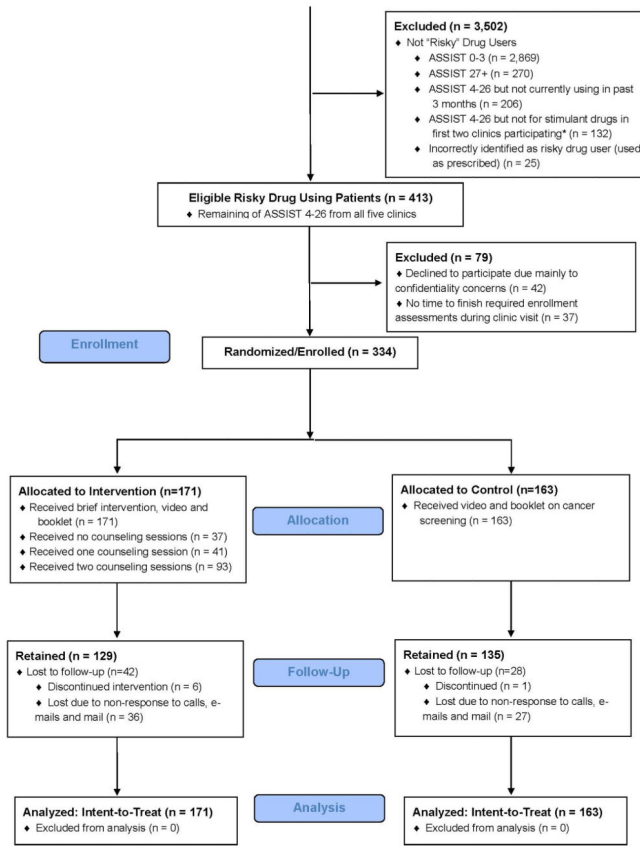 Excluded (n = 3,502)
♦ Not “Risky” Drug Users
♦ ASSIST 0-3 (n = 2,869)
♦ ASSIST 27+ (n = 270)
♦ ASSIST 4-26 but not currently using in past
3 months (n = 206)
♦ ASSIST 4-26 but not for stimulant drugs in
first two clinics participating* (n = 132)
♦ Incorrectly identified as risky drug user (used
as prescribed) (n = 25)
Eligible Risky Drug Using Patients (n = 413)
♦ Remaining of ASSIST 4-26 from all five clinics
Excluded (n = 79)
♦ Declined to participate due mainly to
confidentiality concerns (n = 42)
♦ No time to finish required enrollment
assessments during clinic visit (n = 37)
Enrollment
Randomized/Enrolled (n = 334)
Allocated to Intervention (n=171)
♦ Received brief intervention, video and
booklet (n = 171)
♦ Received no counseling sessions (n = 37)
♦ Received one counseling session (n = 41)
♦ Received two counseling sessions (n = 93)
Allocation
Allocated to Control (n=163)
♦ Received video and booklet on cancer
screening (n = 163)
Retained (n = 129)
♦ Lost to follow-up (n=42)
♦ Discontinued intervention (n = 6)
♦ Lost due to non-response to calls, e-
mails and mail (n = 36)
Follow-Up
Retained (n = 135)
♦ Lost to follow-up (n=28)
♦ Discontinued (n = 1)
♦ Lost due to non-response to calls, e-
mails and mail (n = 27)
Analyzed: Intent-to-Treat (n = 171)
♦ Excluded from analysis (n = 0)
Analysis
Analyzed: Intent-to-Treat (n = 163)
♦ Excluded from analysis (n = 0)